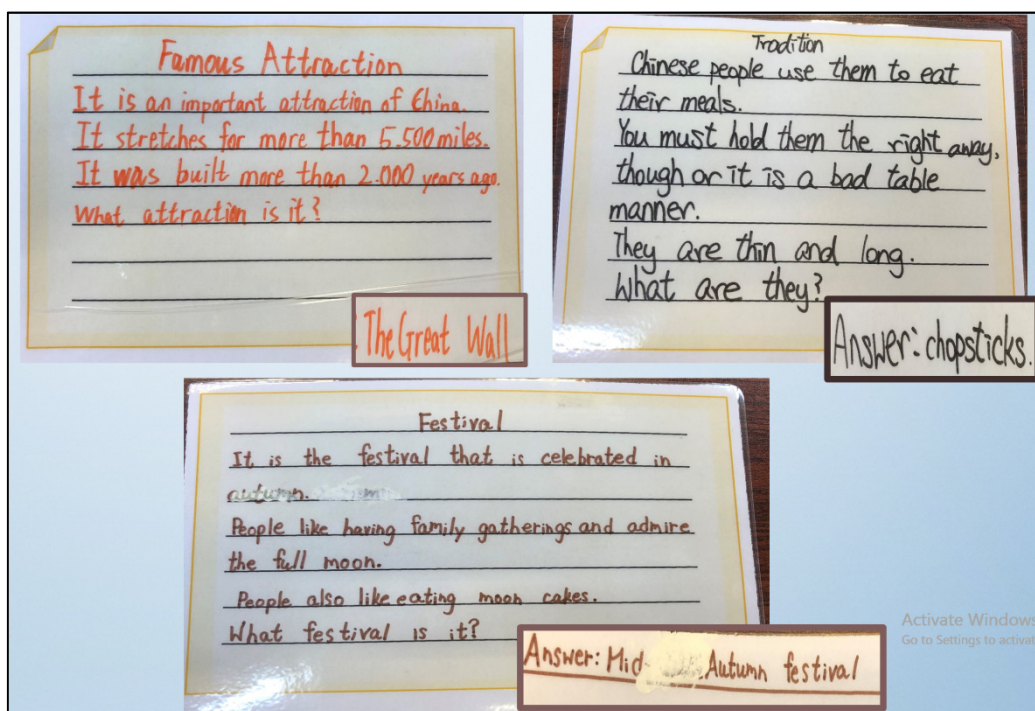 Famous Attraction
It is an important attraction of China.
It stretches for more than 5.500 miles.
It was built more than 2.000 years ago.
What attraction is it?
The Great Wall
Tradition
Chinese people use them to eat
their meals.
You must hold them the right away,
though or it is a bad table
manner.
They are thin and long.
What are they?
Answer: chopsticks.
Festival
It is the festival that is celebrated in
autumn.
People like having family gatherings and admire
the full moon.
People also like eating moon cakes.
What festival is it?
Answer: Mid-Autumn festival
Activate Windows
Go to Settings to activat